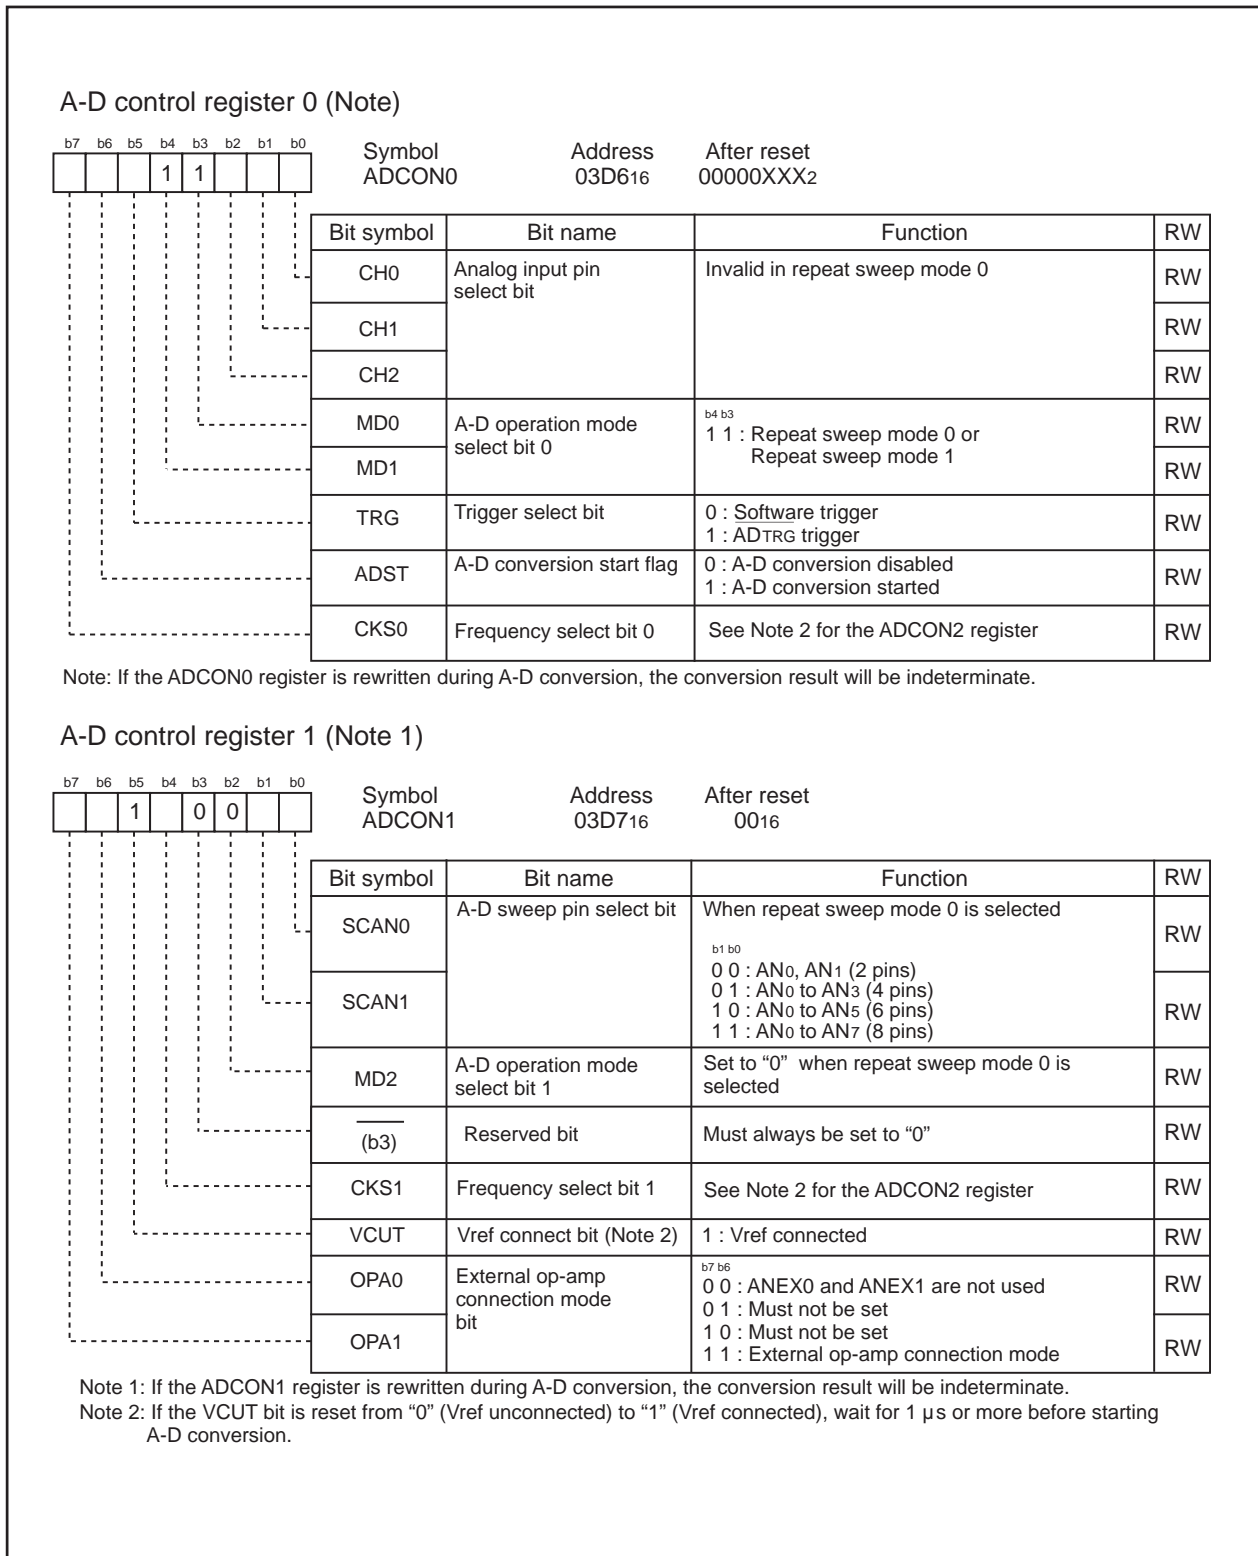 A-D control register 0 (Note)
b7 b6 b5 b4 b3 b2 b1 b0
1 1
Symbol Address After reset
ADCON0 03D616 00000XXX2
Bit symbol Bit name Function RW
CH0 Analog input pin select bit Invalid in repeat sweep mode 0 RW
CH1 RW
CH2 RW
MD0 A-D operation mode select bit 0 b4 b3 RW
1 1 : Repeat sweep mode 0 or
Repeat sweep mode 1
MD1 RW
TRG Trigger select bit 0 : Software trigger RW
1 : ADTRG trigger
ADST A-D conversion start flag 0 : A-D conversion disabled RW
1 : A-D conversion started
CKS0 Frequency select bit 0 See Note 2 for the ADCON2 register RW
Note: If the ADCON0 register is rewritten during A-D conversion, the conversion result will be indeterminate.
A-D control register 1 (Note 1)
b7 b6 b5 b4 b3 b2 b1 b0
1 0 0
Symbol Address After reset
ADCON1 03D716 0016
Bit symbol Bit name Function RW
SCAN0 A-D sweep pin select bit When repeat sweep mode 0 is selected RW
b1 b0
0 0 : AN0, AN1 (2 pins)
0 1 : AN0 to AN3 (4 pins)
SCAN1 RW
1 0 : AN0 to AN5 (6 pins)
1 1 : AN0 to AN7 (8 pins)
MD2 A-D operation mode select bit 1 Set to “0” when repeat sweep mode 0 is selected RW
(b3) Reserved bit Must always be set to “0” RW
CKS1 Frequency select bit 1 See Note 2 for the ADCON2 register RW
VCUT Vref connect bit (Note 2) 1 : Vref connected RW
OPA0 External op-amp connection mode bit b7 b6 RW
0 0 : ANEX0 and ANEX1 are not used
0 1 : Must not be set
OPA1 RW
1 0 : Must not be set
1 1 : External op-amp connection mode
Note 1: If the ADCON1 register is rewritten during A-D conversion, the conversion result will be indeterminate.
Note 2: If the VCUT bit is reset from “0” (Vref unconnected) to “1” (Vref connected), wait for 1 µs or more before starting
A-D conversion.